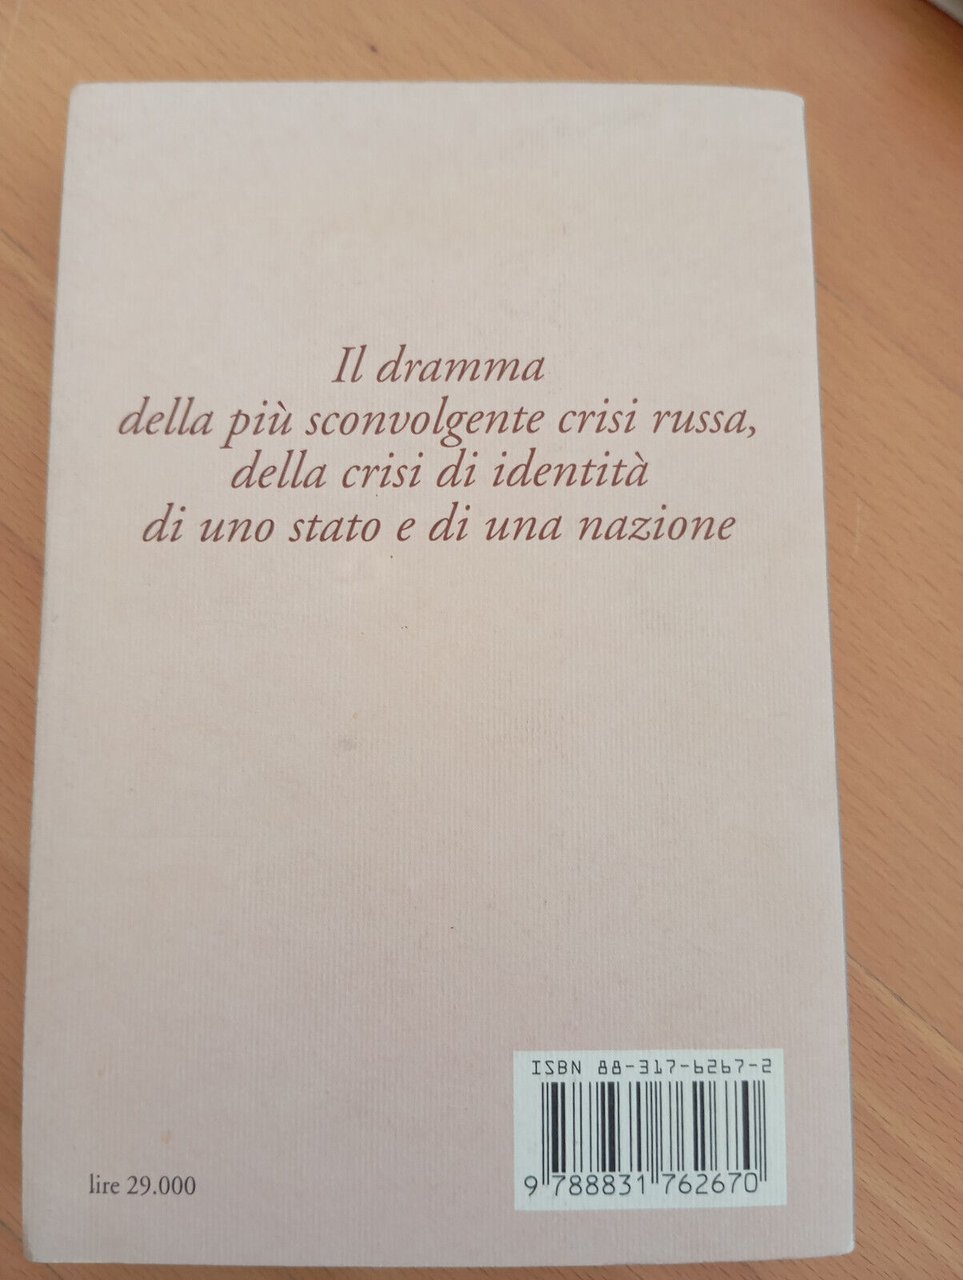 Il dramma
della più sconvolgente crisi russa,
della crisi di identità
di uno stato e di una nazione
ISBN 88-317-6267-2
9 788831 762670
lire 29.000